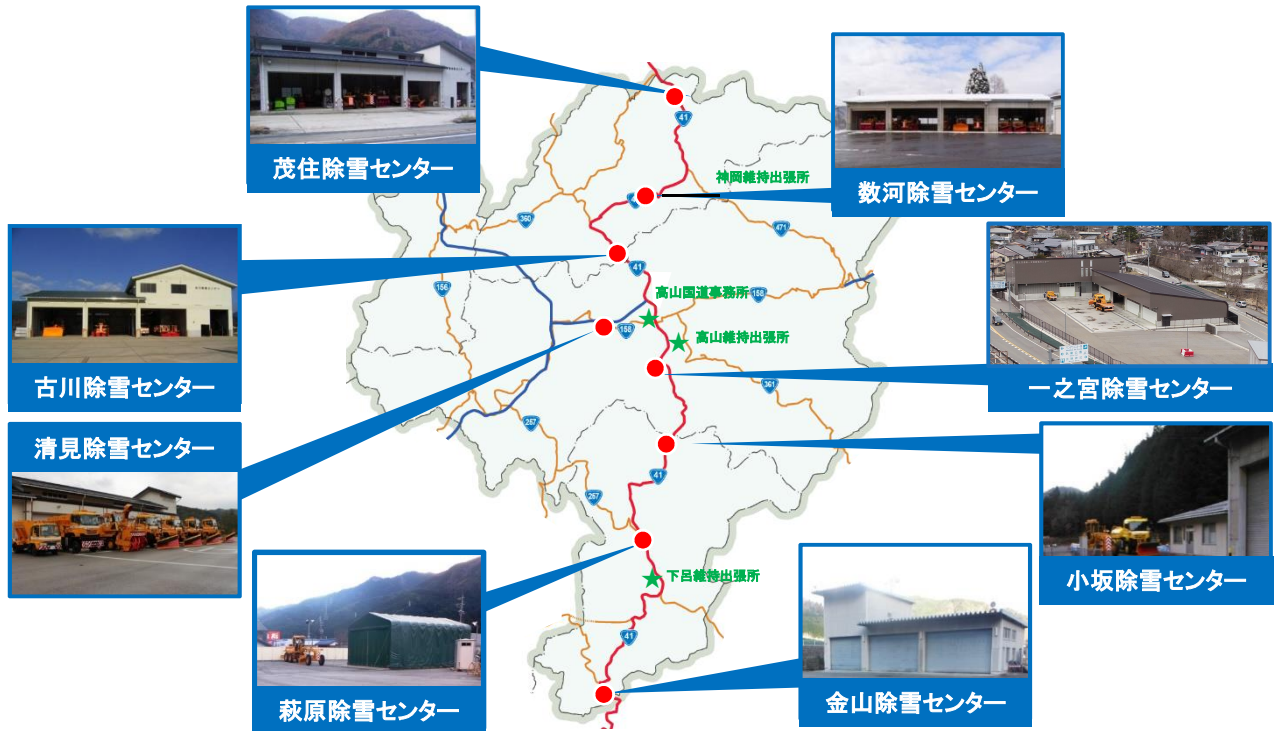 茂住除雪センター
数河除雪センター
41
神岡維持出張所
360
471
古川除雪センター
41
156
高山国道事務所
158
158
高山維持出張所
一之宮除雪センター
361
清見除雪センター
257
41
257
小坂除雪センター
萩原除雪センター
下呂維持出張所
41
金山除雪センター